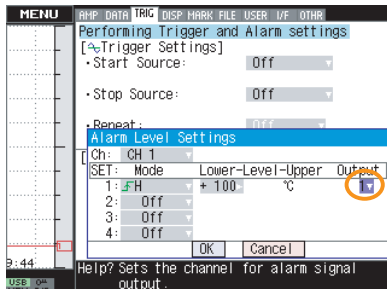 MENU AMP DATA TRIG DISP MARK FILE USER I/F OTHR
Performing Trigger and Alarm settings
[Trigger Settings]
・Start Source: Off
・Stop Source: Off
・Repeat: Off
Alarm Level Settings
Ch: CH 1
SET: Mode Lower-Level-Upper Output
1: H + 100 ℃ 1
2: Off
3: Off
4: Off
OK Cancel
9:44
Help? Sets the channel for alarm signal
USB output.